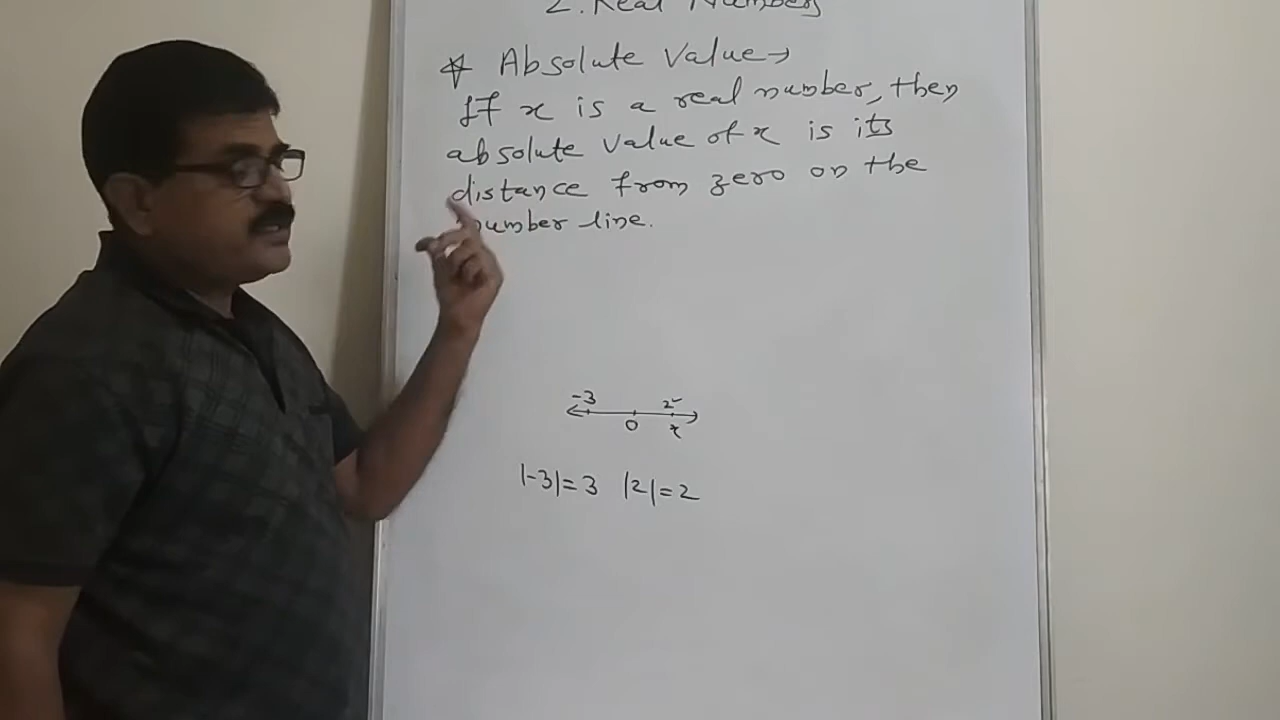 2. Real Numbers
☆ Absolute Value→
If x is a real number, then
absolute value of x is its
distance from zero on the
number line.
-3 2
0 x
|-3|=3 |2|=2